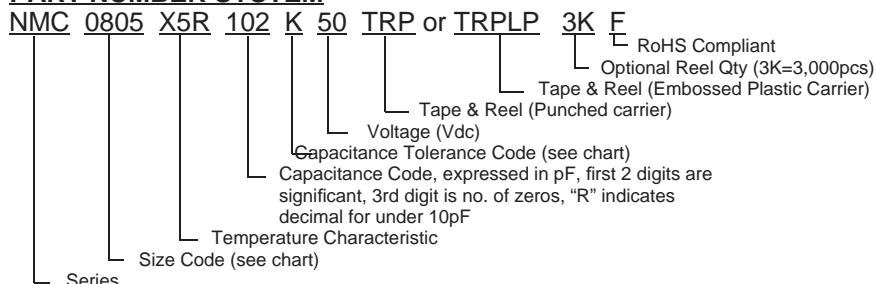 PART NUMBER SYSTEM
NMC 0805 X5R 102 K 50 TRP or TRPLP 3K F
RoHS Compliant
Optional Reel Qty (3K=3,000pcs)
Tape & Reel (Embossed Plastic Carrier)
Tape & Reel (Punched carrier)
Voltage (Vdc)
Capacitance Tolerance Code (see chart)
Capacitance Code, expressed in pF, first 2 digits are
significant, 3rd digit is no. of zeros, “R” indicates
decimal for under 10pF
Temperature Characteristic
Size Code (see chart)
Series